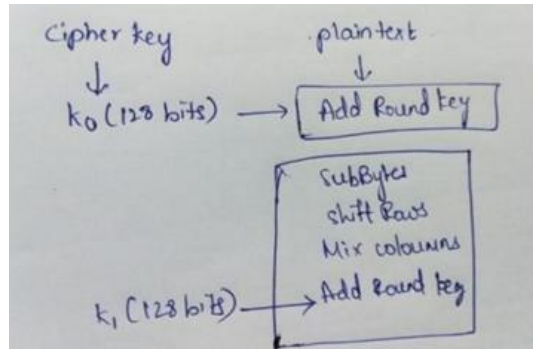 Cipher key
plaintext
K0 (128 bits)
Add Round key
SubBytes
Shift Rows
Mix colounns
K1 (128 bits)
Add Round key